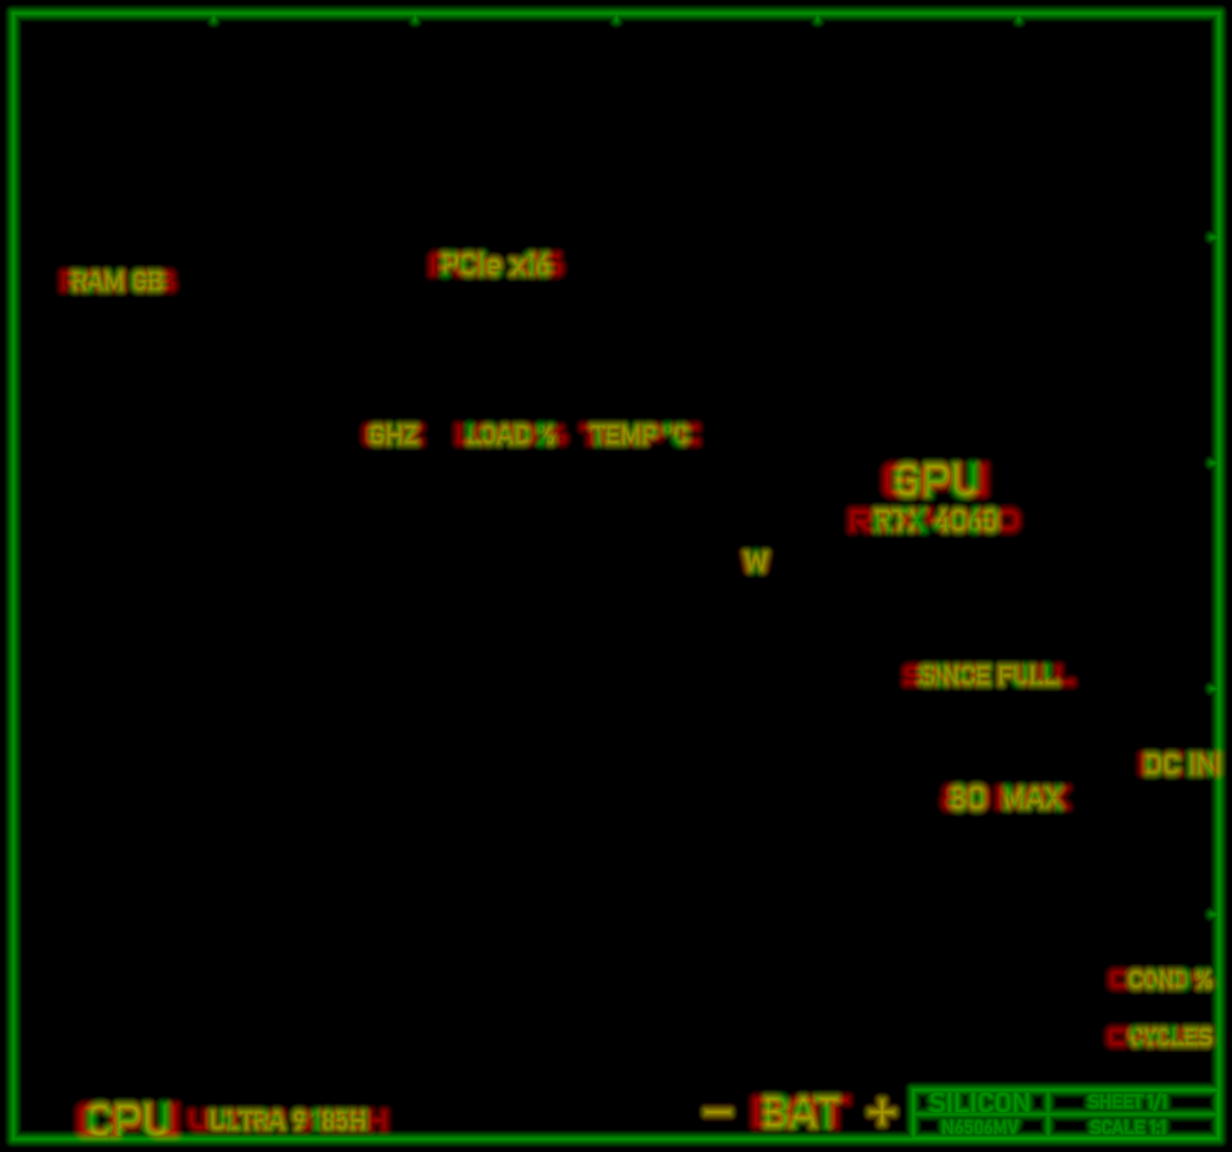 PCIe x16
RAM GB
GHZ LOAD % TEMP °C
GPU
RTX 4060
W
SINCE FULL
DC IN
80 MAX
COND %
CYCLES
CPU ULTRA 9 185H
− BAT +
SILICON SHEET 1/1
N6506MV SCALE 1:1